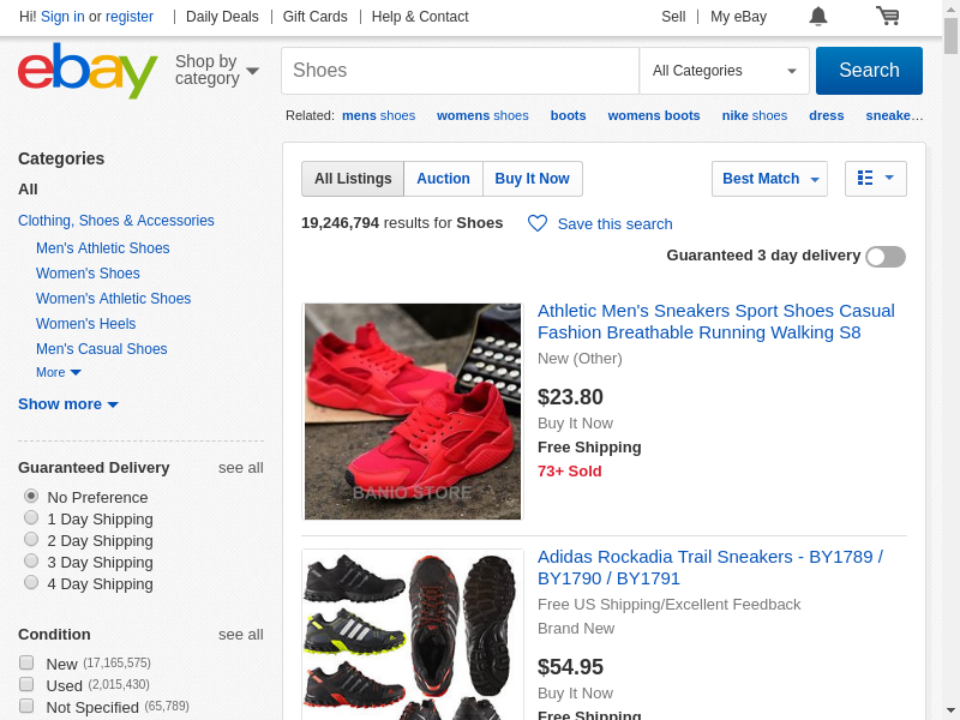 Hi! Sign in or register
Daily Deals
Gift Cards
Help & Contact
Sell
My eBay
ebay
Shop by
category
Shoes
All Categories
Search
Related: mens shoes womens shoes boots womens boots nike shoes dress sneake...
Categories
All
Clothing, Shoes & Accessories
Men's Athletic Shoes
Women's Shoes
Women's Athletic Shoes
Women's Heels
Men's Casual Shoes
More
Show more
Guaranteed Delivery see all
No Preference
1 Day Shipping
2 Day Shipping
3 Day Shipping
4 Day Shipping
Condition see all
New (17,165,575)
Used (2,015,430)
Not Specified (65,789)
All Listings
Auction
Buy It Now
Best Match
19,246,794 results for Shoes
Save this search
Guaranteed 3 day delivery
BANIO STORE
Athletic Men's Sneakers Sport Shoes Casual
Fashion Breathable Running Walking S8
New (Other)
$23.80
Buy It Now
Free Shipping
73+ Sold
Adidas Rockadia Trail Sneakers - BY1789 /
BY1790 / BY1791
Free US Shipping/Excellent Feedback
Brand New
$54.95
Buy It Now
Free Shipping